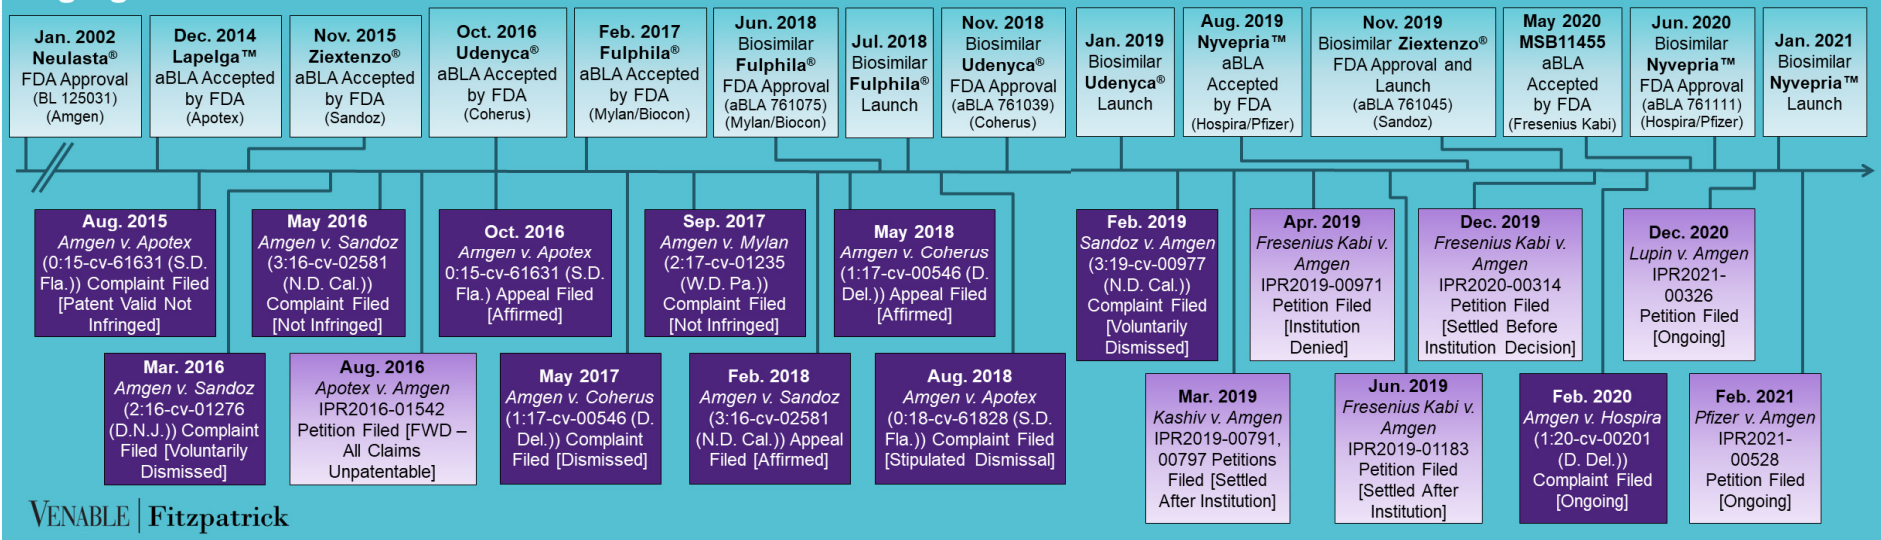 Jan. 2002
Neulasta®
FDA Approval
(BL 125031)
(Amgen)
Dec. 2014
Lapelga™
aBLA Accepted
by FDA
(Apotex)
Nov. 2015
Ziextenzo®
aBLA Accepted
by FDA
(Sandoz)
Oct. 2016
Udenyca®
aBLA Accepted
by FDA
(Coherus)
Feb. 2017
Fulphila®
aBLA Accepted
by FDA
(Mylan/Biocon)
Jun. 2018
Biosimilar
Fulphila®
FDA Approval
(aBLA 761075)
(Mylan/Biocon)
Jul. 2018
Biosimilar
Fulphila®
Launch
Nov. 2018
Biosimilar
Udenyca®
FDA Approval
(aBLA 761039)
(Coherus)
Jan. 2019
Biosimilar
Udenyca®
Launch
Aug. 2019
Nyvepria™
aBLA
Accepted
by FDA
(Hospira/Pfizer)
Nov. 2019
Biosimilar Ziextenzo®
FDA Approval and
Launch
(aBLA 761045)
(Sandoz)
May 2020
MSB11455
aBLA
Accepted
by FDA
(Fresenius Kabi)
Jun. 2020
Biosimilar
Nyvepria™
FDA Approval
(aBLA 761111)
(Hospira/Pfizer)
Jan. 2021
Biosimilar
Nyvepria™
Launch
Aug. 2015
Amgen v. Apotex
(0:15-cv-61631 (S.D.
Fla.)) Complaint Filed
[Patent Valid Not
Infringed]
May 2016
Amgen v. Sandoz
(3:16-cv-02581
(N.D. Cal.))
Complaint Filed
[Not Infringed]
Oct. 2016
Amgen v. Apotex
0:15-cv-61631 (S.D.
Fla.) Appeal Filed
[Affirmed]
Sep. 2017
Amgen v. Mylan
(2:17-cv-01235
(W.D. Pa.))
Complaint Filed
[Not Infringed]
May 2018
Amgen v. Coherus
(1:17-cv-00546 (D.
Del.)) Appeal Filed
[Affirmed]
Feb. 2019
Sandoz v. Amgen
(3:19-cv-00977
(N.D. Cal.))
Complaint Filed
[Voluntarily
Dismissed]
Apr. 2019
Fresenius Kabi v.
Amgen
IPR2019-00971
Petition Filed
[Institution
Denied]
Dec. 2019
Fresenius Kabi v.
Amgen
IPR2020-00314
Petition Filed
[Settled Before
Institution Decision]
Dec. 2020
Lupin v. Amgen
IPR2021-
00326
Petition Filed
[Ongoing]
Mar. 2016
Amgen v. Sandoz
(2:16-cv-01276
(D.N.J.)) Complaint
Filed [Voluntarily
Dismissed]
Aug. 2016
Apotex v. Amgen
IPR2016-01542
Petition Filed [FWD –
All Claims
Unpatentable]
May 2017
Amgen v. Coherus
(1:17-cv-00546 (D.
Del.)) Complaint
Filed [Dismissed]
Feb. 2018
Amgen v. Sandoz
(3:16-cv-02581
(N.D. Cal.)) Appeal
Filed [Affirmed]
Aug. 2018
Amgen v. Apotex
(0:18-cv-61828 (S.D.
Fla.)) Complaint Filed
[Stipulated Dismissal]
Mar. 2019
Kashiv v. Amgen
IPR2019-00791,
00797 Petitions
Filed [Settled
After Institution]
Jun. 2019
Fresenius Kabi v.
Amgen
IPR2019-01183
Petition Filed
[Settled After
Institution]
Feb. 2020
Amgen v. Hospira
(1:20-cv-00201
(D. Del.))
Complaint Filed
[Ongoing]
Feb. 2021
Pfizer v. Amgen
IPR2021-
00528
Petition Filed
[Ongoing]
VENABLE | Fitzpatrick